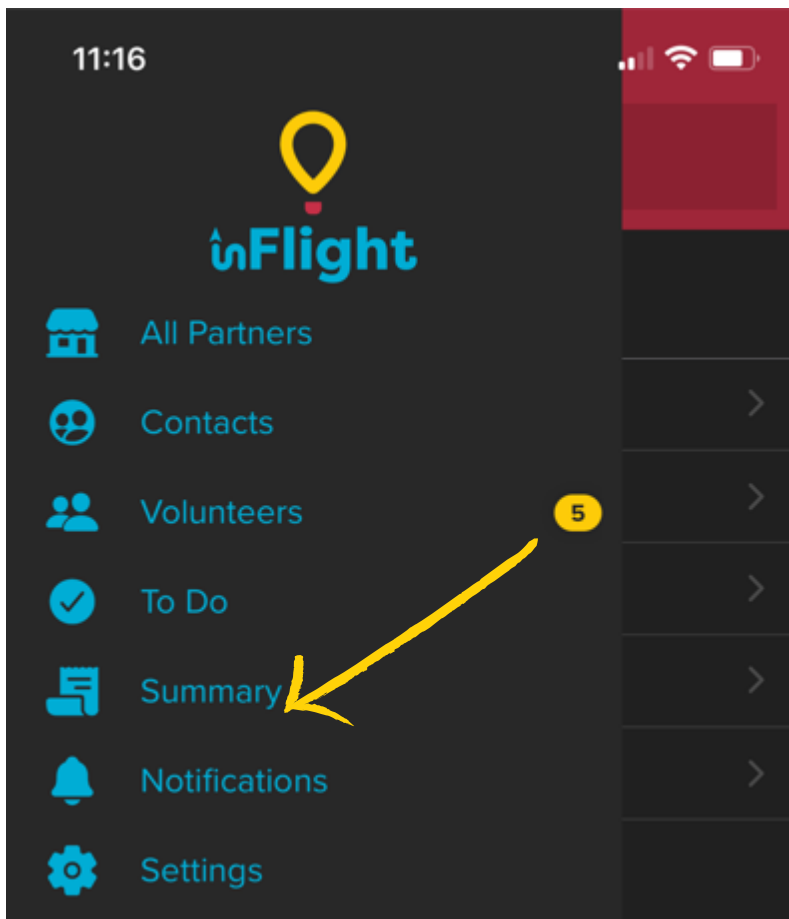 11:16
inFlight
All Partners
Contacts
Volunteers
5
To Do
Summary
Notifications
Settings